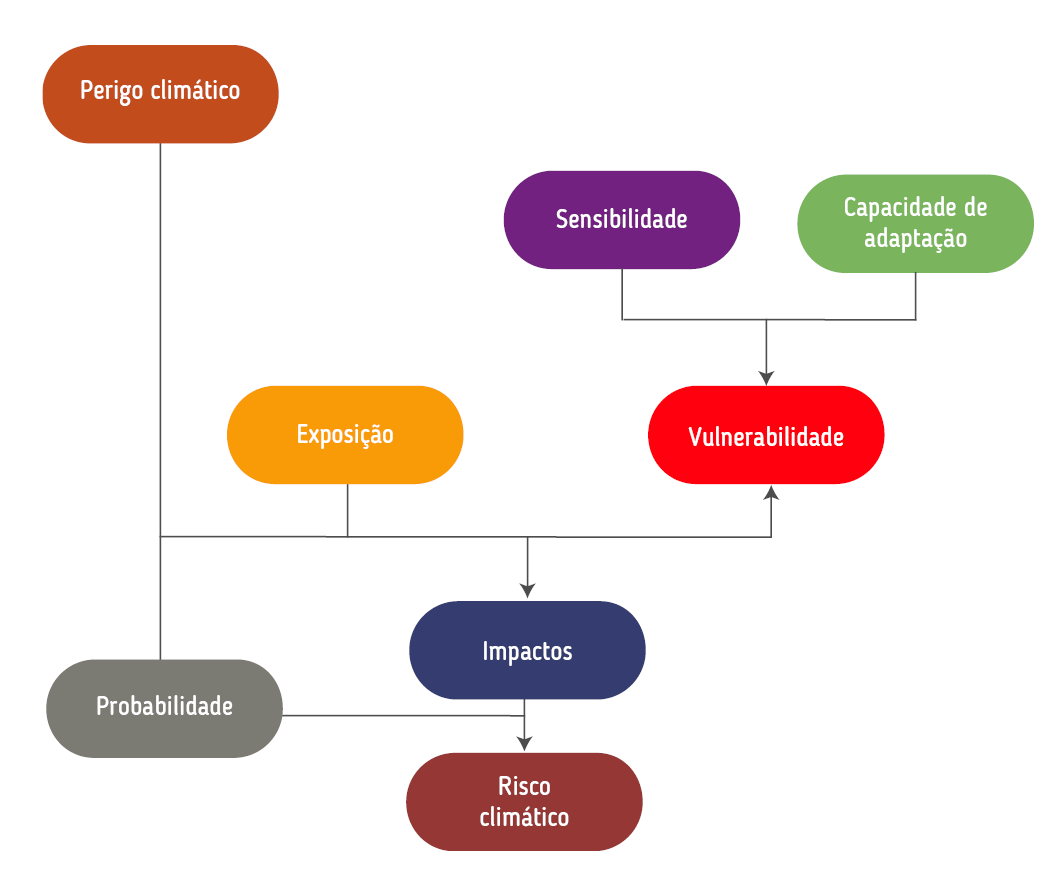 Perigo climático
Sensibilidade
Capacidade de
adaptação
Exposição
Vulnerabilidade
Impactos
Probabilidade
Risco
climático